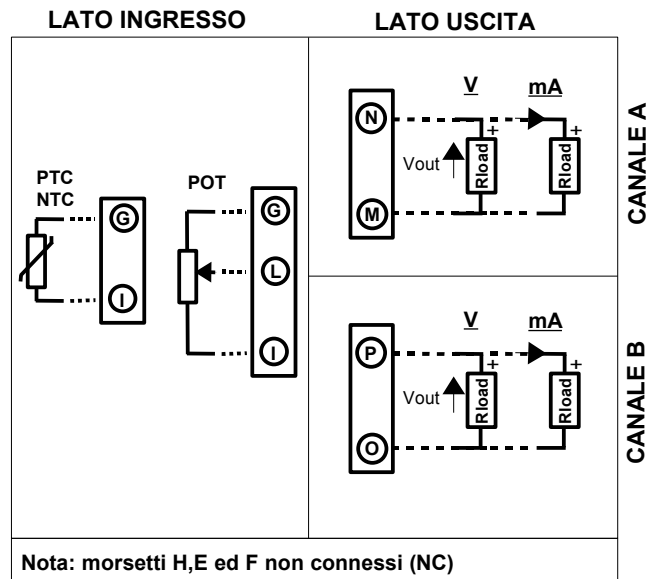 LATO INGRESSO
LATO USCITA
PTC
NTC
G
I
POT
G
L
I
V
mA
N
M
Vout
Rload
+
Rload
+
CANALE A
V
mA
P
O
Vout
Rload
+
Rload
+
CANALE B
Nota: morsetti H,E ed F non connessi (NC)